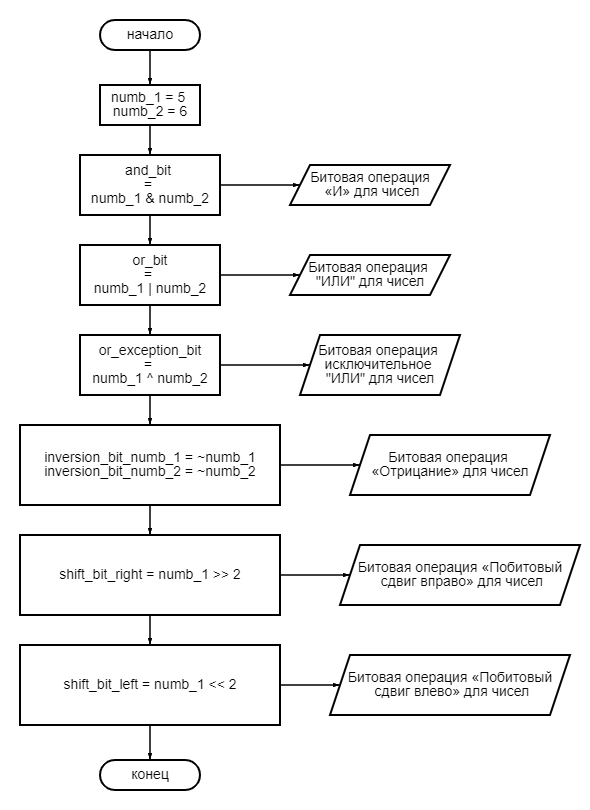 начало
numb_1 = 5
numb_2 = 6
and_bit
=
numb_1 & numb_2
Битовая операция
«И» для чисел
or_bit
=
numb_1 | numb_2
Битовая операция
"ИЛИ" для чисел
or_exception_bit
=
numb_1 ^ numb_2
Битовая операция
исключительное
"ИЛИ" для чисел
inversion_bit_numb_1 = ~numb_1
inversion_bit_numb_2 = ~numb_2
Битовая операция
«Отрицание» для чисел
shift_bit_right = numb_1 >> 2
Битовая операция «Побитовый
сдвиг вправо» для чисел
shift_bit_left = numb_1 << 2
Битовая операция «Побитовый
сдвиг влево» для чисел
конец